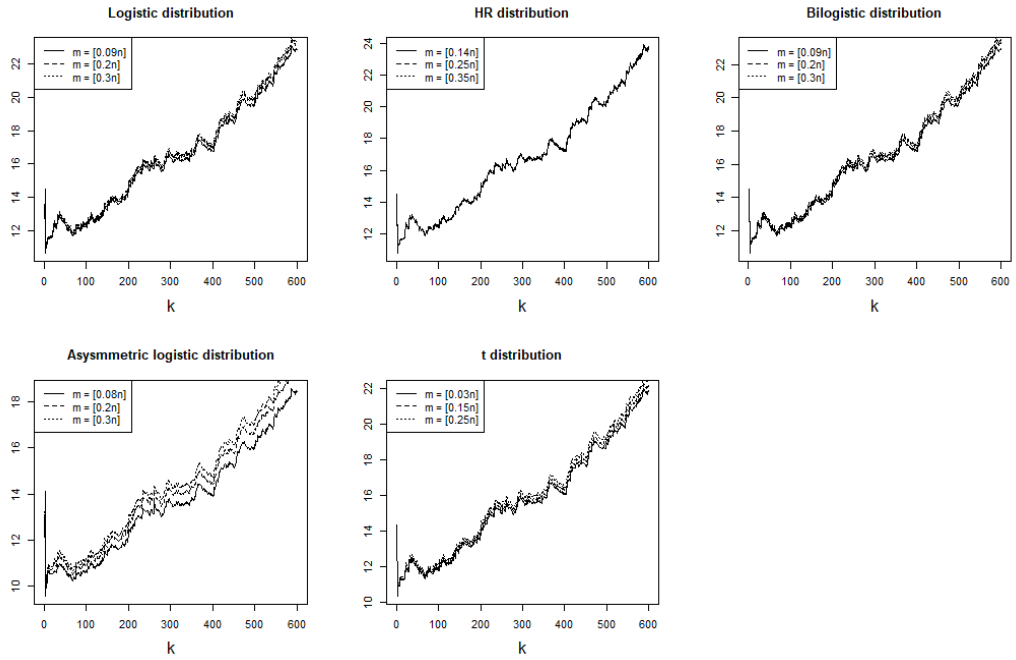 Logistic distribution
m = [0.09n]
m = [0.2n]
m = [0.3n]
12 14 16 18 20 22
0 100 200 300 400 500 600
k
HR distribution
m = [0.14n]
m = [0.25n]
m = [0.35n]
12 14 16 18 20 22 24
0 100 200 300 400 500 600
k
Bilogistic distribution
m = [0.09n]
m = [0.2n]
m = [0.3n]
12 14 16 18 20 22
0 100 200 300 400 500 600
k
Asysmmetric logistic distribution
m = [0.08n]
m = [0.2n]
m = [0.3n]
10 12 14 16 18
0 100 200 300 400 500 600
k
t distribution
m = [0.03n]
m = [0.15n]
m = [0.25n]
10 12 14 16 18 20 22
0 100 200 300 400 500 600
k